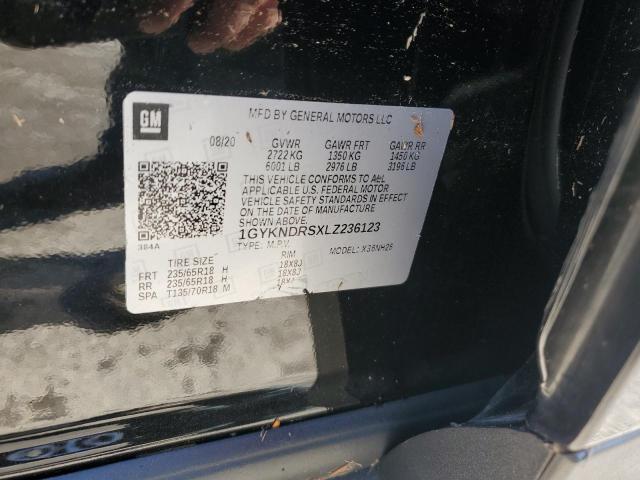 GM
MFD BY GENERAL MOTORS LLC
08/20 GVWR GAWR FRT GAWR RR
2722 KG 1350 KG 1450 KG
6001 LB 2976 LB 3196 LB
THIS VEHICLE CONFORMS TO ALL
APPLICABLE U.S. FEDERAL MOTOR
VEHICLE SAFETY STANDARDS IN EFFECT
ON THE DATE OF MANUFACTURE
SHOWN ABOVE.
1GYKNDRSXLZ236123
TYPE: M.P.V. MODEL: X36NH26
384A
TIRE SIZE RIM
FRT 235/65R18 H 18X8J
RR 235/65R18 H 18X8J
SPA T135/70R18 M